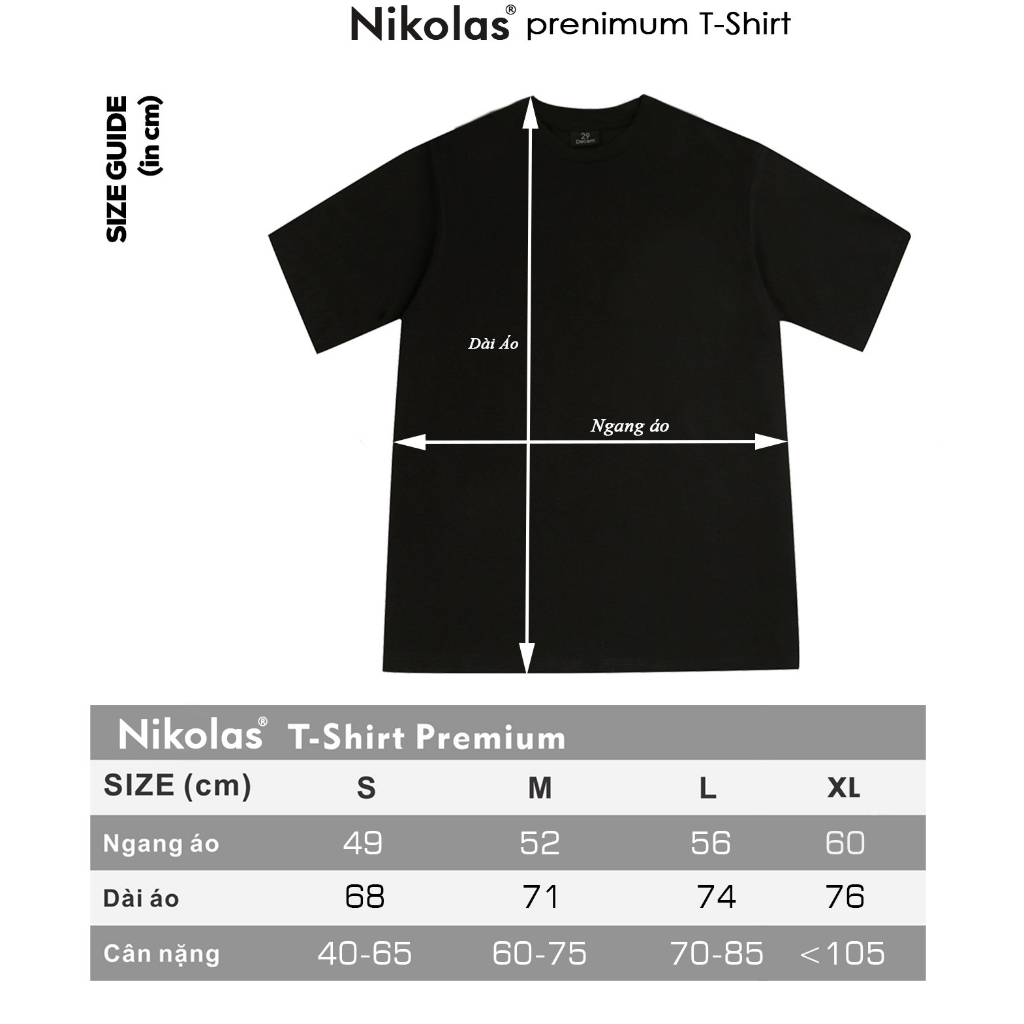 Nikolas® prenimum T-Shirt
SIZE GUIDE
(in cm)
29
Dài Áo
Ngang áo
Nikolas® T-Shirt Premium
SIZE (cm) S M L XL
Ngang áo 49 52 56 60
Dài áo 68 71 74 76
Cân nặng 40-65 60-75 70-85 <105